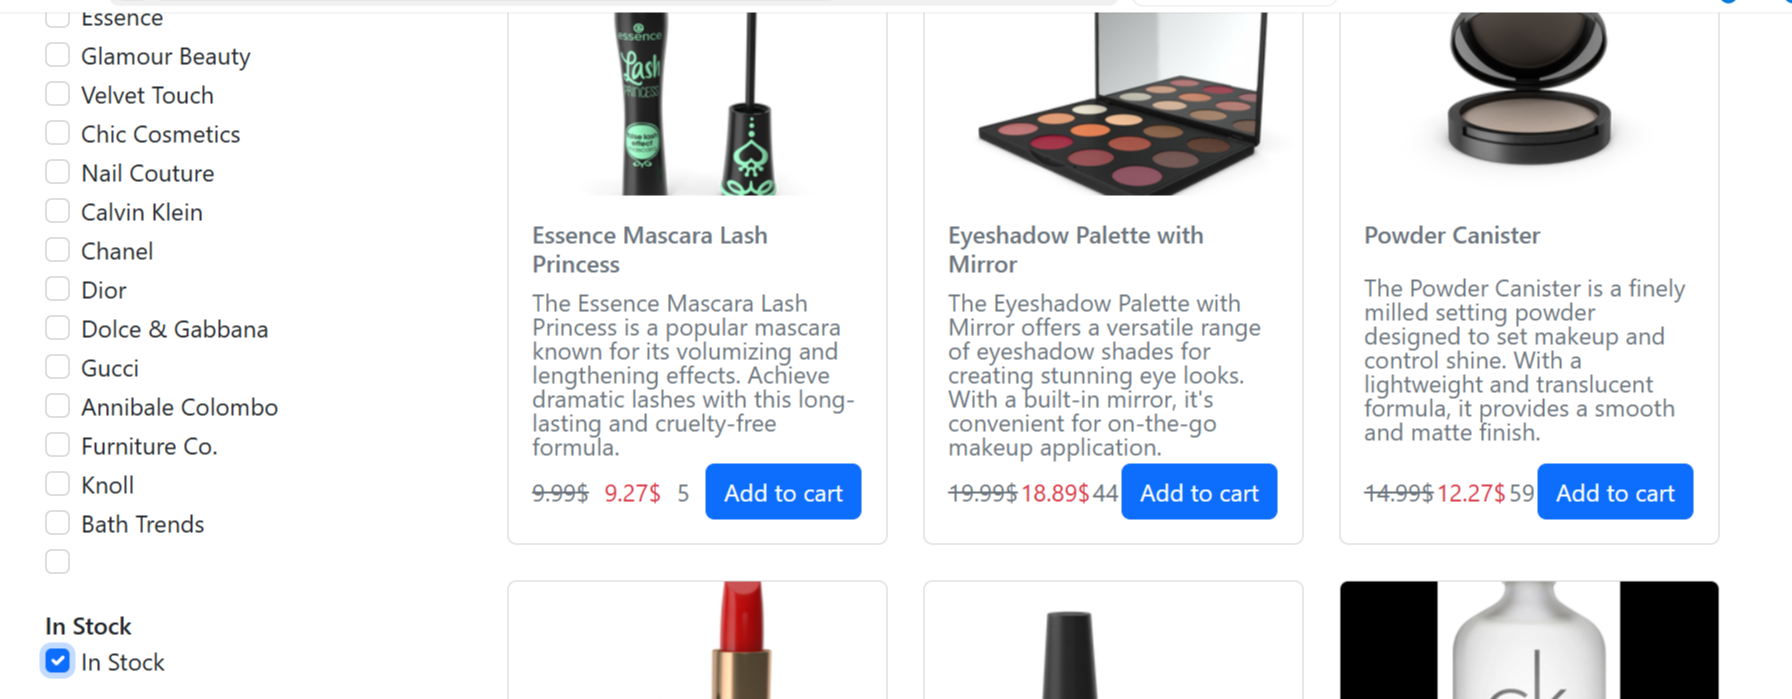 Essence
Glamour Beauty
Velvet Touch
Chic Cosmetics
Nail Couture
Calvin Klein
Chanel
Dior
Dolce & Gabbana
Gucci
Annibale Colombo
Furniture Co.
Knoll
Bath Trends
In Stock
In Stock
essence
Lash
PRINCESS
false lash
effect
Essence Mascara Lash
Princess
The Essence Mascara Lash
Princess is a popular mascara
known for its volumizing and
lengthening effects. Achieve
dramatic lashes with this long-
lasting and cruelty-free
formula.
9.99$ 9.27$ 5 Add to cart
Eyeshadow Palette with
Mirror
The Eyeshadow Palette with
Mirror offers a versatile range
of eyeshadow shades for
creating stunning eye looks.
With a built-in mirror, it's
convenient for on-the-go
makeup application.
19.99$ 18.89$ 44 Add to cart
Powder Canister
The Powder Canister is a finely
milled setting powder
designed to set makeup and
control shine. With a
lightweight and translucent
formula, it provides a smooth
and matte finish.
14.99$ 12.27$ 59 Add to cart
ck